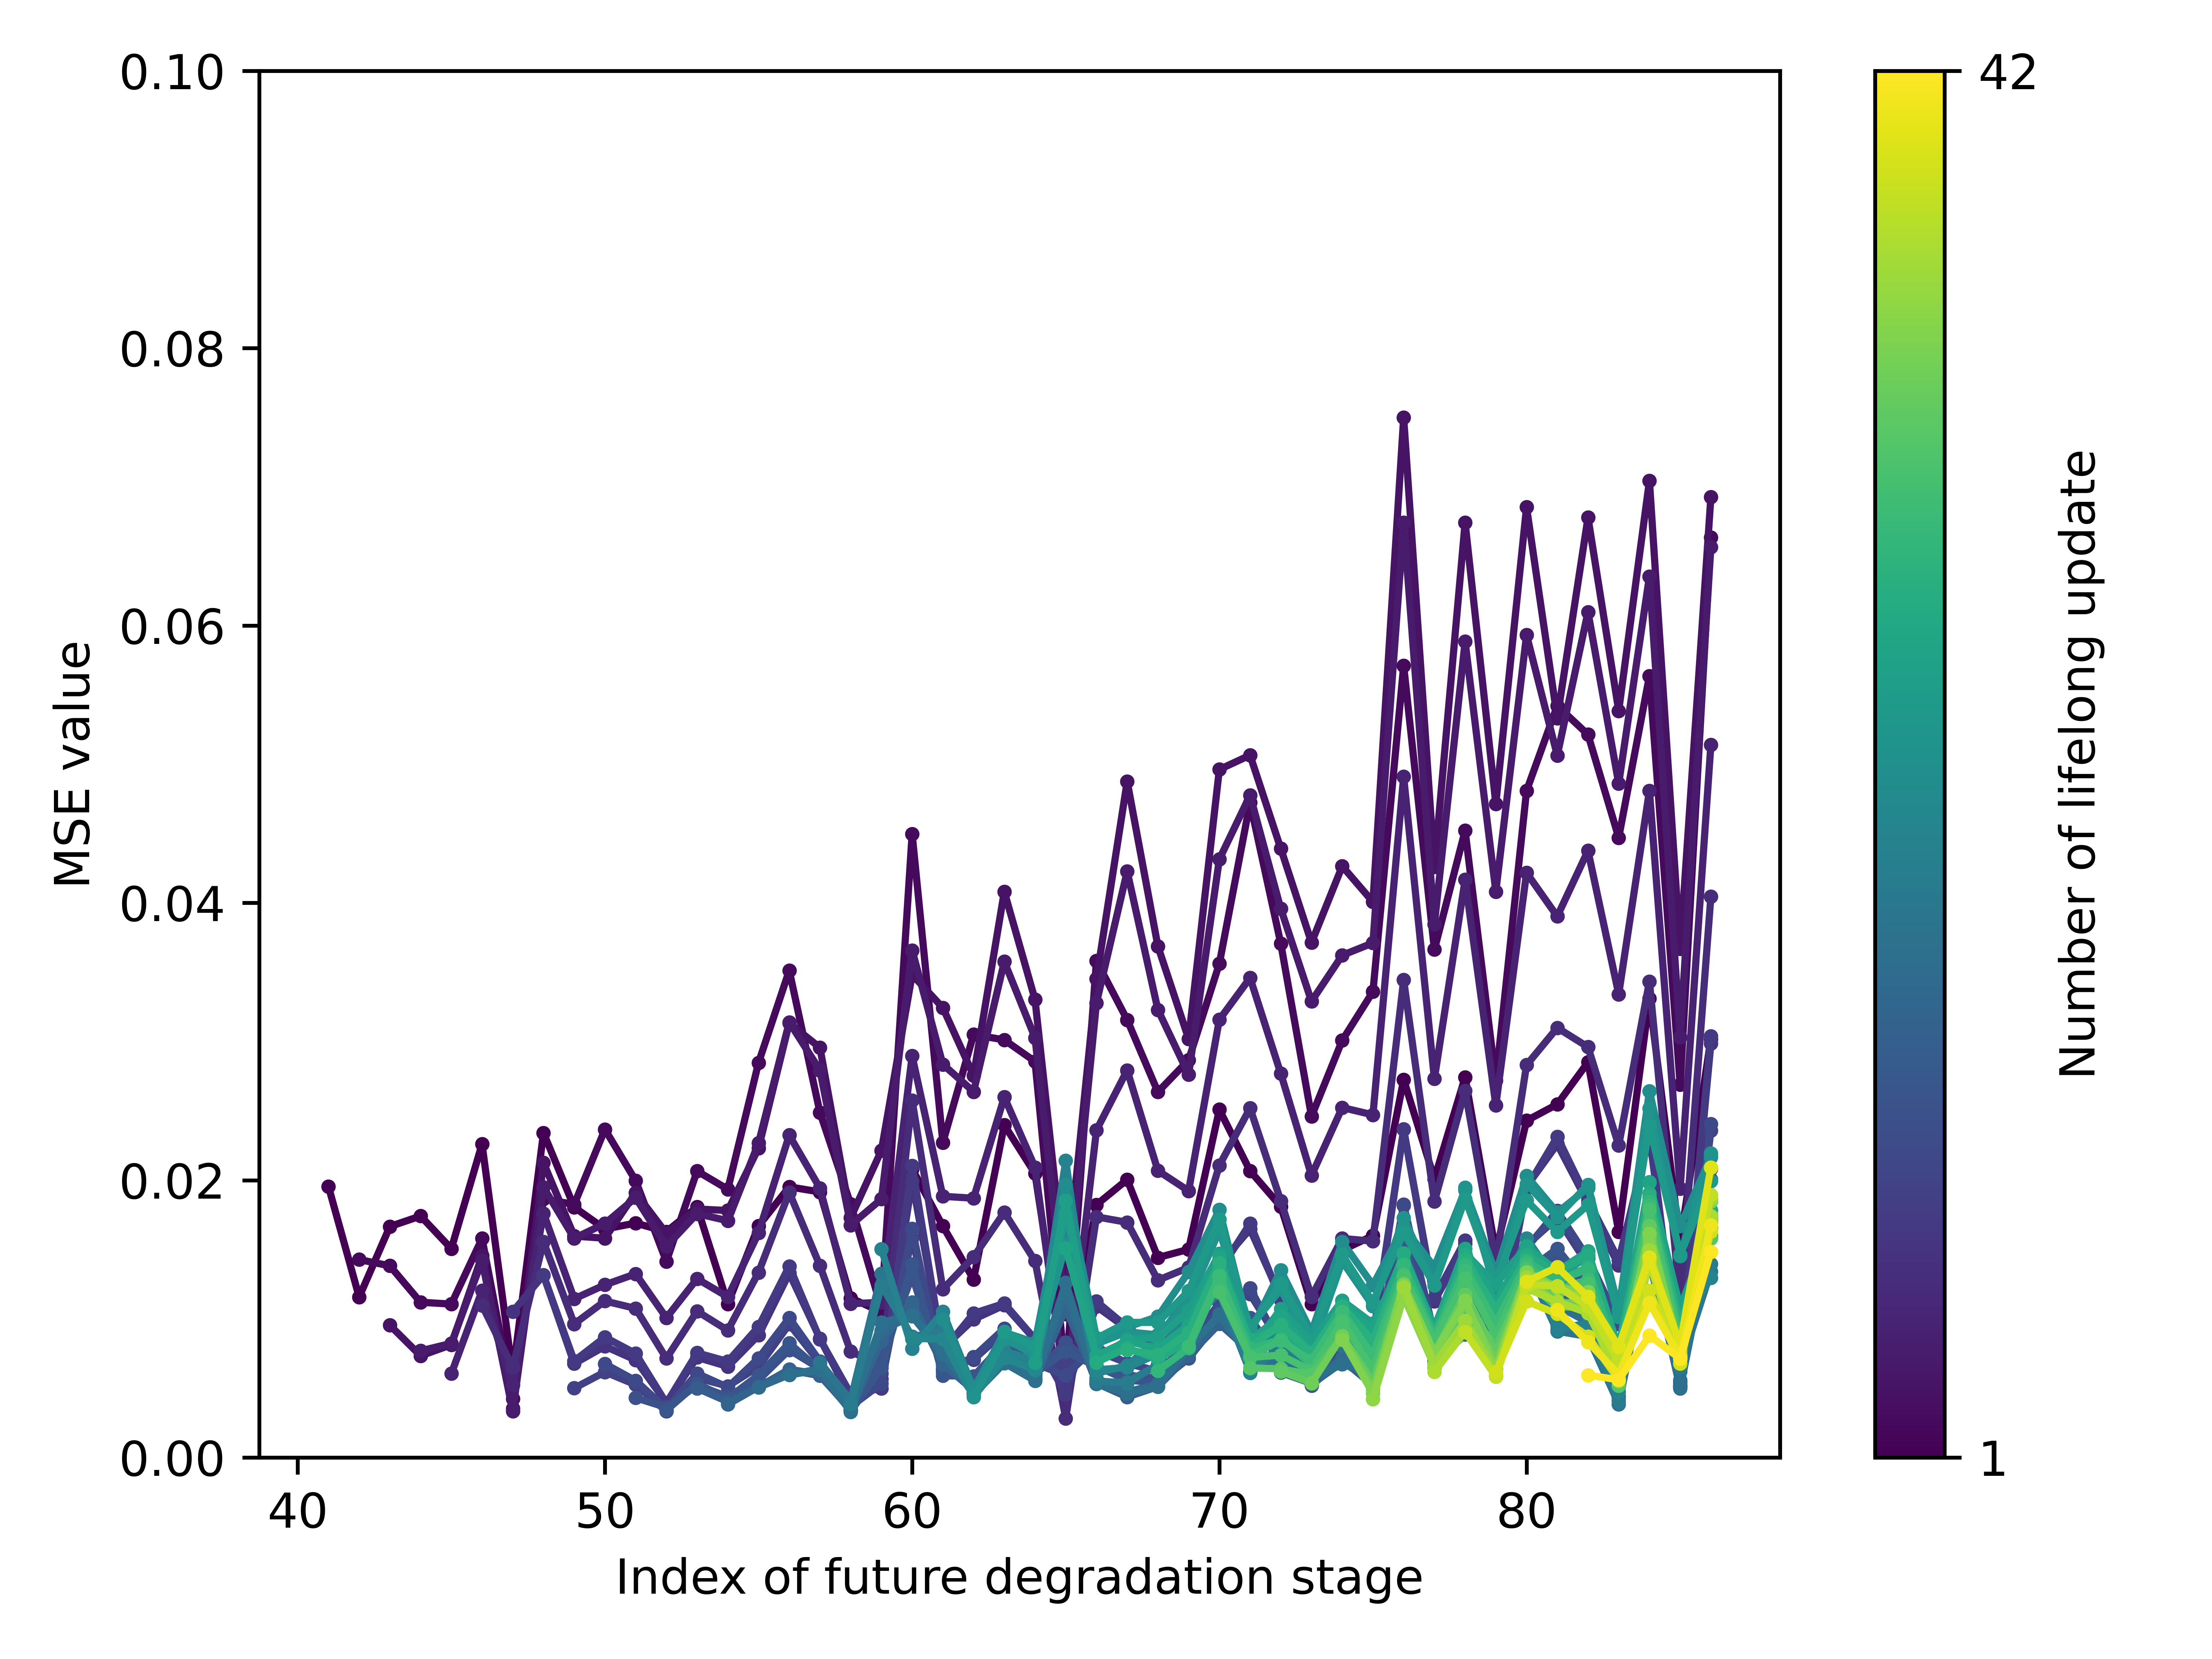 0.10
0.08
0.06
0.04
0.02
0.00
MSE value
40 50 60 70 80
Index of future degradation stage
42
1
Number of lifelong update